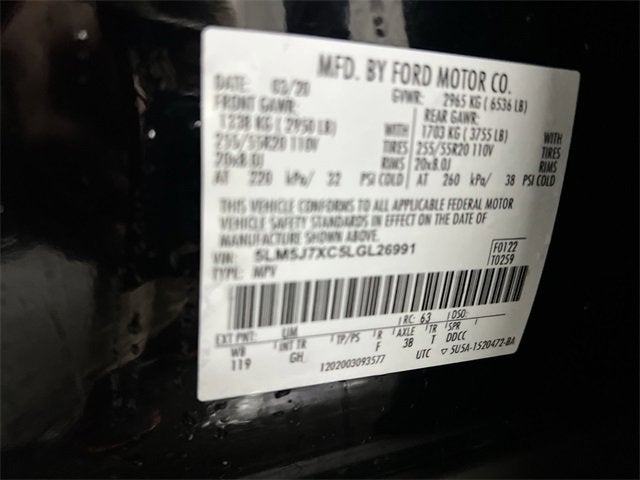 MFD. BY FORD MOTOR CO.
DATE: 03/20 GVWR: 2965 KG ( 6536 LB)
FRONT GAWR: REAR GAWR:
1338 KG ( 2950 LB) WITH 1703 KG ( 3755 LB) WITH
255/55R20 110V TIRES 255/55R20 110V TIRES
20x8.0J RIMS 20x8.0J RIMS
AT 220 kPa/ 32 PSI COLD AT 260 kPa/ 38 PSI COLD
THIS VEHICLE CONFORMS TO ALL APPLICABLE FEDERAL MOTOR
VEHICLE SAFETY STANDARDS IN EFFECT ON THE DATE OF
MANUFACTURE SHOWN ABOVE.
VIN: 5LM5J7XC5LGL26991 F0122
TYPE: MPV T0259
EXT PNT: UM RC: 63 DSO:
WB INT TR TP/PS R AXLE TR SPR
119 GH F 3B T DDCC
1202003093577 UTC ▽ 5U5A-1520472-BA